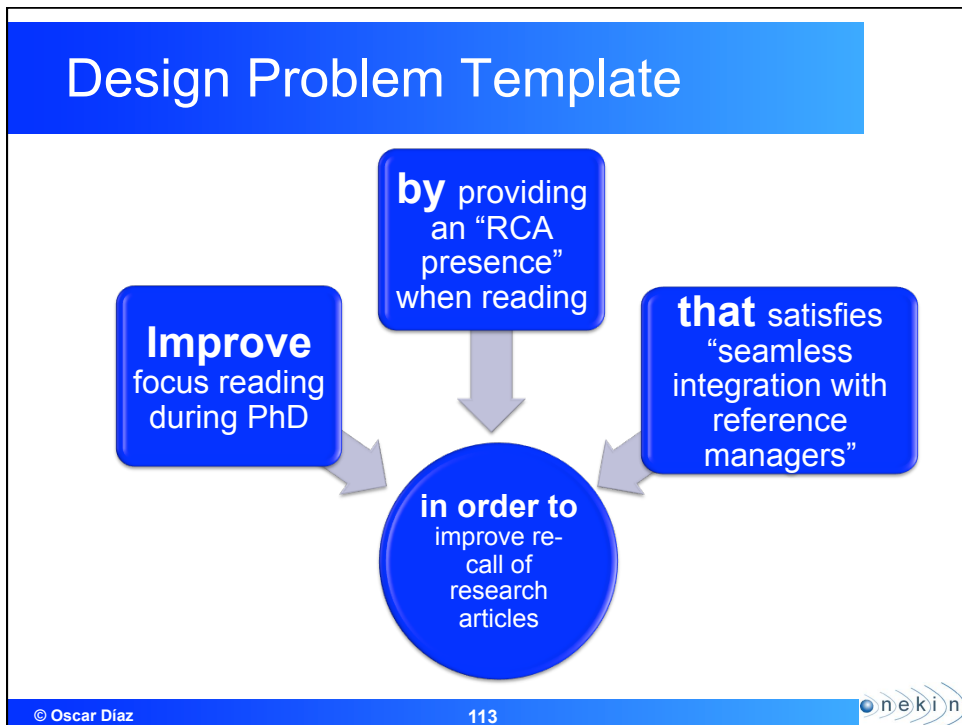 Design Problem Template
by providing
an “RCA
presence”
when reading
Improve
focus reading
during PhD
that satisfies
“seamless
integration with
reference
managers”
in order to
improve re-
call of
research
articles
© Oscar Díaz
113
onekin